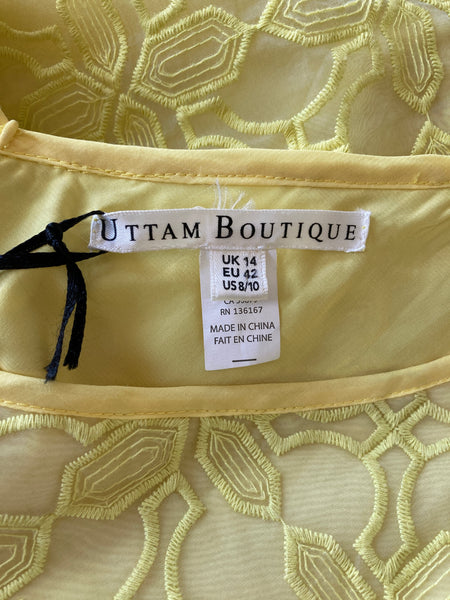 UTTAM BOUTIQUE
UK 14
EU 42
US 8/10
RN 136167
MADE IN CHINA
FAIT EN CHINE